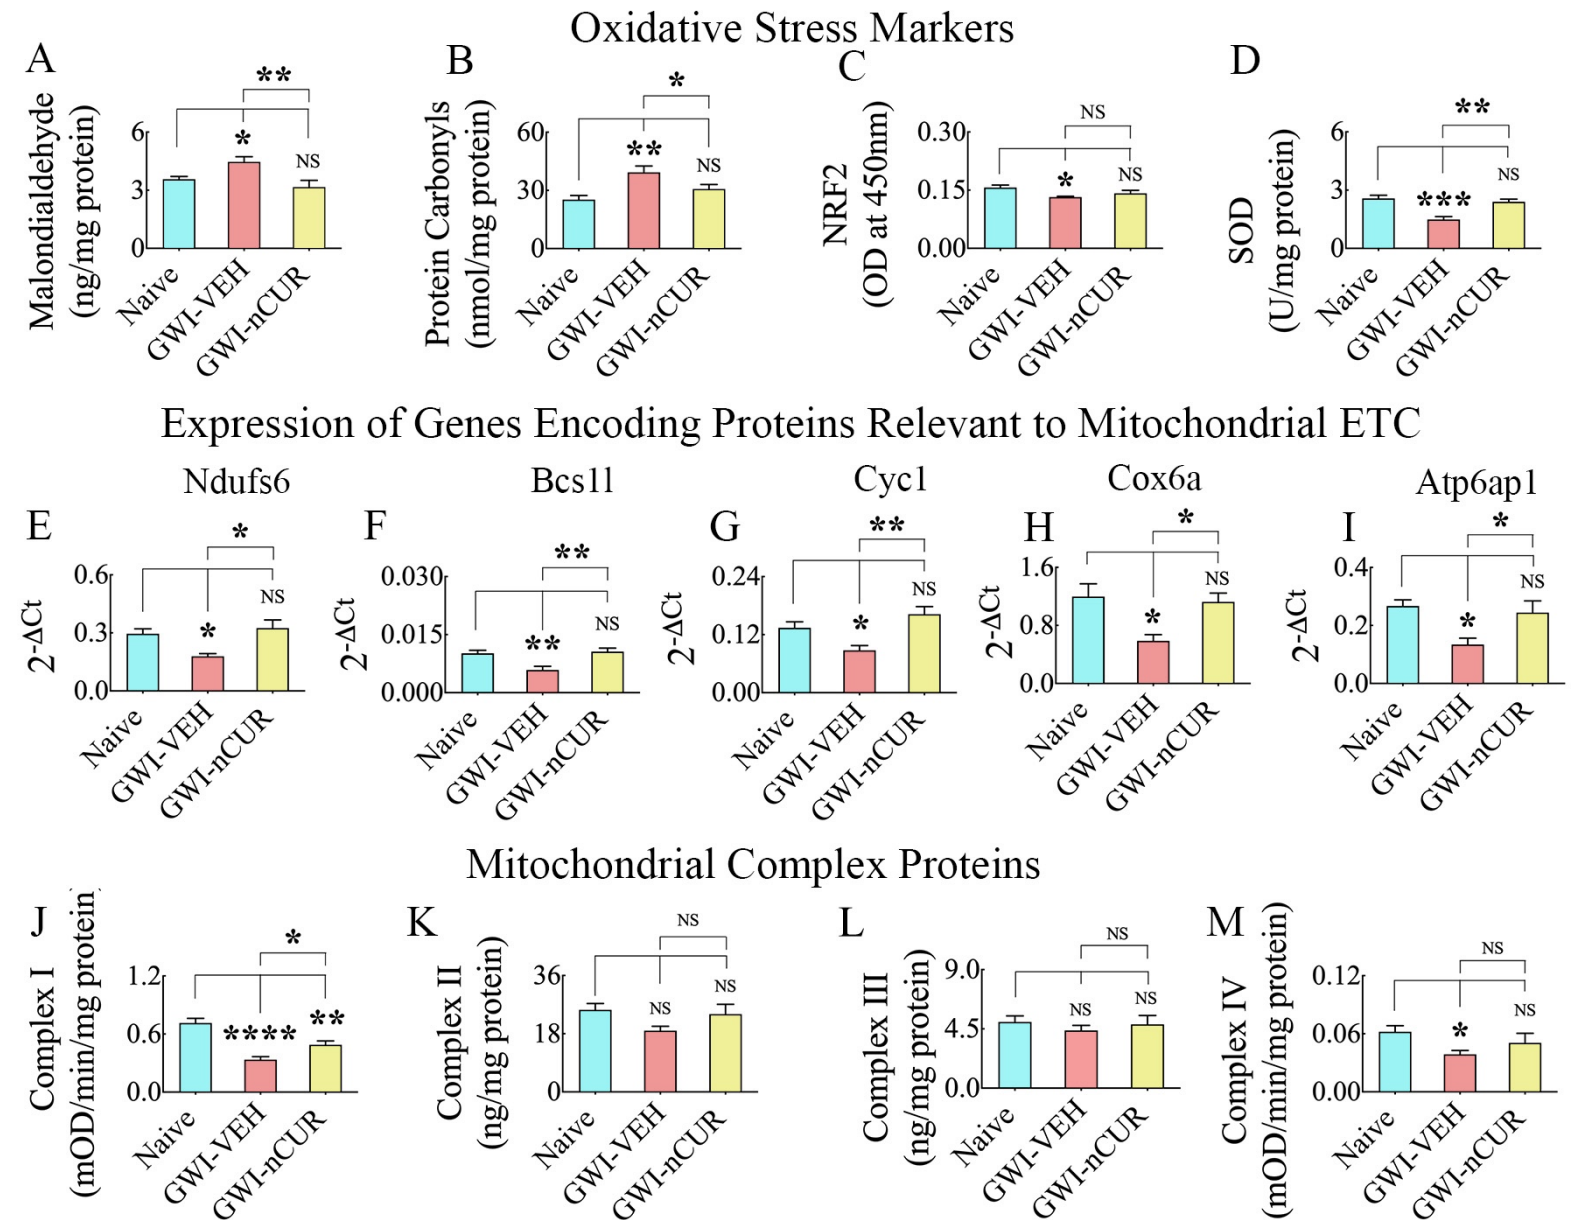 Oxidative Stress Markers
A
Malondialdehyde
(ng/mg protein)
6
3
0
**
*
NS
Naive
GWI-VEH
GWI-nCUR
B
Protein Carbonyls
(nmol/mg protein)
60
30
0
*
**
NS
Naive
GWI-VEH
GWI-nCUR
C
NRF2
(OD at 450nm)
0.30
0.15
0.00
NS
*
NS
Naive
GWI-VEH
GWI-nCUR
D
SOD
(U/mg protein)
6
3
0
**
***
NS
Naive
GWI-VEH
GWI-nCUR
Expression of Genes Encoding Proteins Relevant to Mitochondrial ETC
Ndufs6
E
2-ΔCt
0.6
0.3
0.0
*
*
NS
Naive
GWI-VEH
GWI-nCUR
Bcs1l
F
2-ΔCt
0.030
0.015
0.000
**
**
NS
Naive
GWI-VEH
GWI-nCUR
Cyc1
G
2-ΔCt
0.24
0.12
0.00
**
*
NS
Naive
GWI-VEH
GWI-nCUR
Cox6a
H
2-ΔCt
1.6
0.8
0.0
*
*
NS
Naive
GWI-VEH
GWI-nCUR
Atp6ap1
I
2-ΔCt
0.4
0.2
0.0
*
*
NS
Naive
GWI-VEH
GWI-nCUR
Mitochondrial Complex Proteins
J
Complex I
(mOD/min/mg protein)
1.2
0.6
0.0
*
****
**
Naive
GWI-VEH
GWI-nCUR
K
Complex II
(ng/mg protein)
36
18
0
NS
NS
NS
Naive
GWI-VEH
GWI-nCUR
L
Complex III
(ng/mg protein)
9.0
4.5
0.0
NS
NS
NS
Naive
GWI-VEH
GWI-nCUR
M
Complex IV
(mOD/min/mg protein)
0.12
0.06
0.00
NS
*
NS
Naive
GWI-VEH
GWI-nCUR